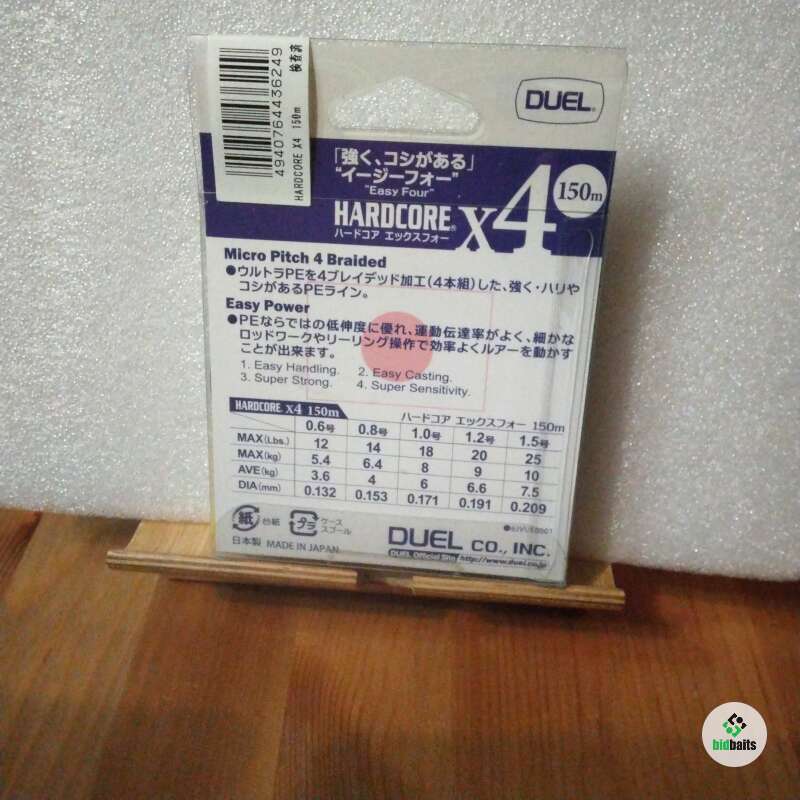 4940764436249
検査済
HARDCORE X4 150m
DUEL®
「強く、コシがある」
"イージーフォー"
"Easy Four"
HARDCORE® X4
150m
ハードコア エックスフォー
Micro Pitch 4 Braided
●ウルトラPEを4ブレイデッド加工(4本組)した、強く・ハリや
コシがあるPEライン。
Easy Power
●PEならではの低伸度に優れ、運動伝達率がよく、細かな
ロッドワークやリーリング操作で効率よくルアーを動かす
ことが出来ます。
1. Easy Handling. 2. Easy Casting.
3. Super Strong. 4. Super Sensitivity.
HARDCORE® X4 150m ハードコア エックスフォー 150m
0.6号 0.8号 1.0号 1.2号 1.5号
MAX(Lbs.) 12 14 18 20 25
MAX(kg) 5.4 6.4 8 9 10
AVE(kg) 3.6 4 6 6.6 7.5
DIA(mm) 0.132 0.153 0.171 0.191 0.209
紙 台紙 プラ ケース
スプール
日本製 MADE IN JAPAN
DUEL CO., INC.
DUEL Official Site http://www.duel.co.jp
bidbaits